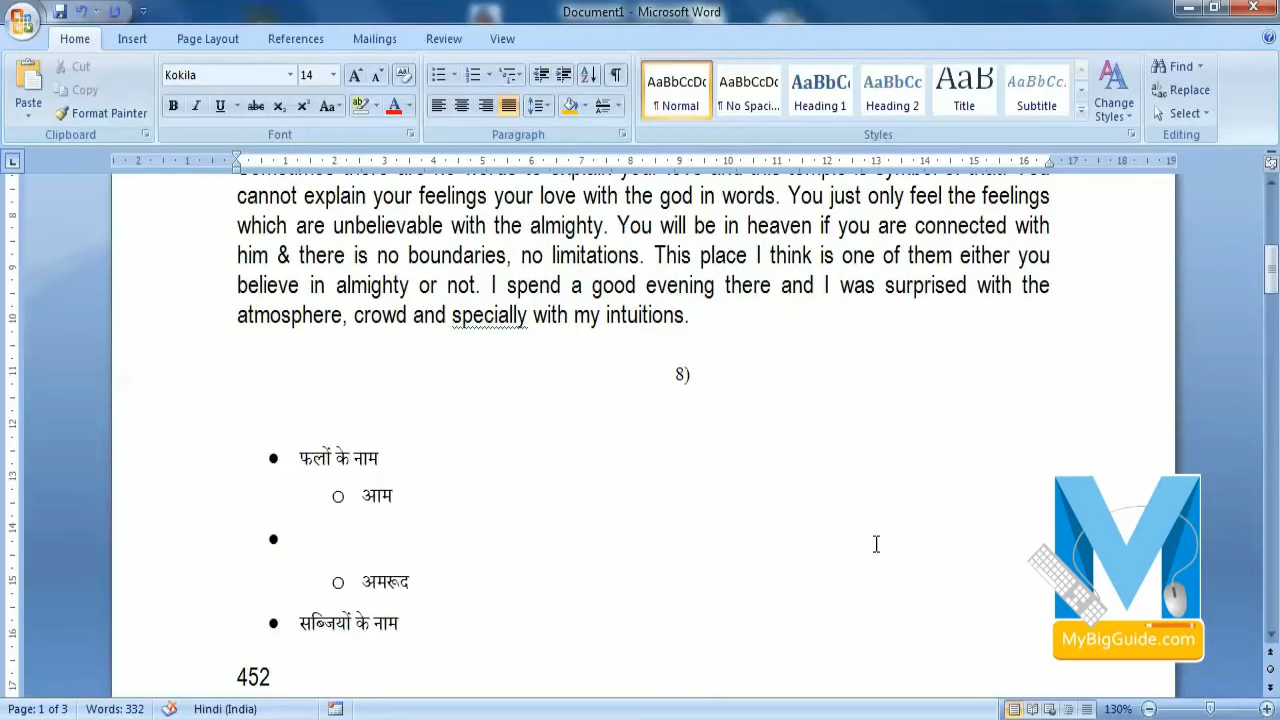 Document1 - Microsoft Word
Home Insert Page Layout References Mailings Review View
Paste
Cut
Copy
Format Painter
Clipboard
Kokila 14
Font
Paragraph
AaBbCcDc AaBbCcDc AaBbC AaBbCc AaB AaBbCc
¶ Normal ¶ No Spaci... Heading 1 Heading 2 Title Subtitle
Change Styles
Styles
Find
Replace
Select
Editing
cannot explain your feelings your love with the god in words. You just only feel the feelings
which are unbelievable with the almighty. You will be in heaven if you are connected with
him & there is no boundaries, no limitations. This place I think is one of them either you
believe in almighty or not. I spend a good evening there and I was surprised with the
atmosphere, crowd and specially with my intuitions.
8)
• फलों के नाम
o आम
•
o अमरूद
• सब्जियों के नाम
452
MyBigGuide.com
Page: 1 of 3 Words: 332 Hindi (India) 130%